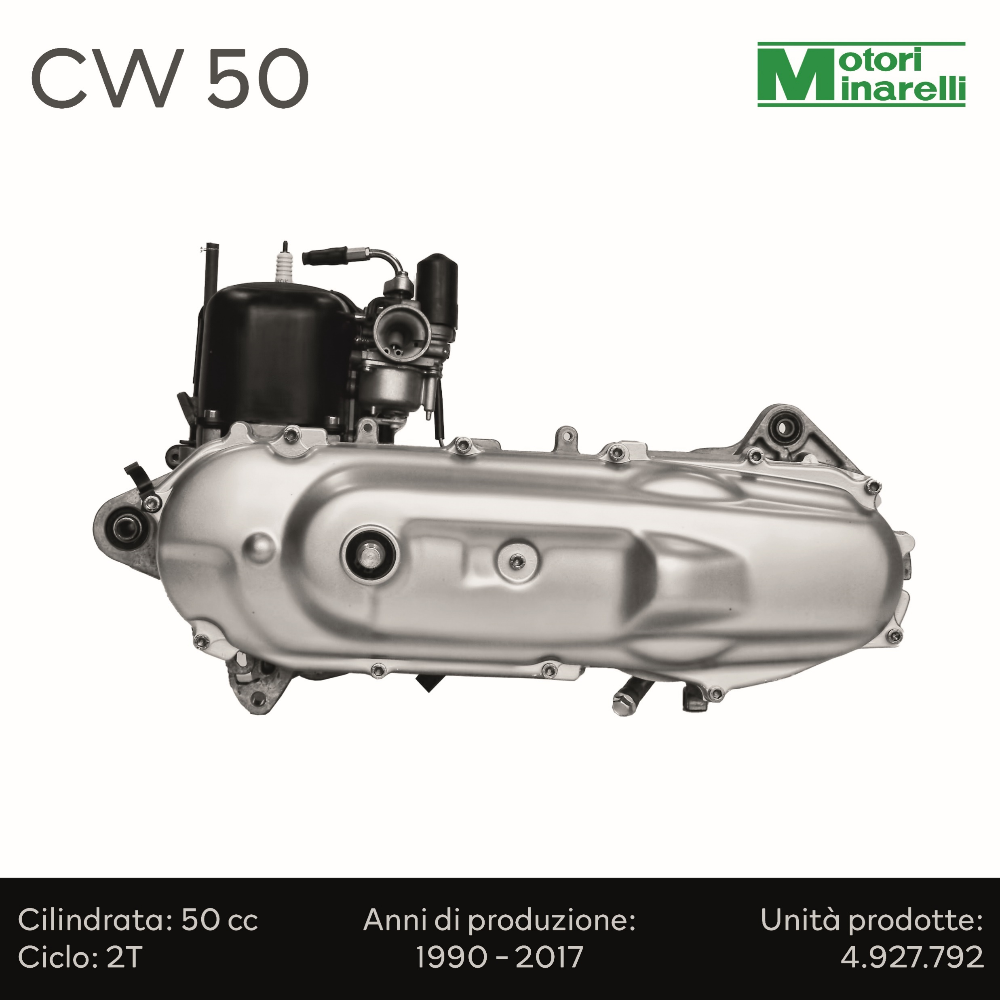 CW 50
Motori
Minarelli
NGK
Cilindrata: 50 cc
Ciclo: 2T
Anni di produzione:
1990 - 2017
Unità prodotte:
4.927.792